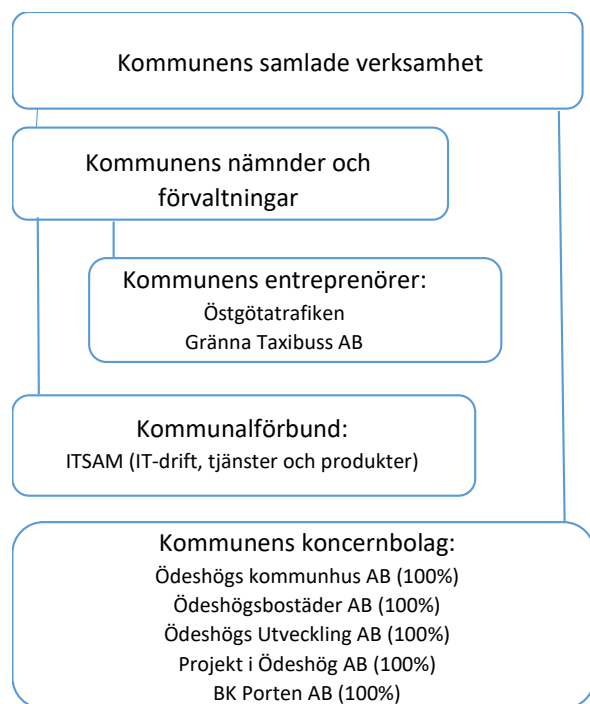 Kommunens samlade verksamhet
Kommunens nämnder och
förvaltningar
Kommunens entreprenörer:
Östgötatrafiken
Gränna Taxibuss AB
Kommunalförbund:
ITSAM (IT-drift, tjänster och produkter)
Kommunens koncernbolag:
Ödeshögs kommunhus AB (100%)
Ödeshögsbostäder AB (100%)
Ödeshögs Utveckling AB (100%)
Projekt i Ödeshög AB (100%)
BK Porten AB (100%)